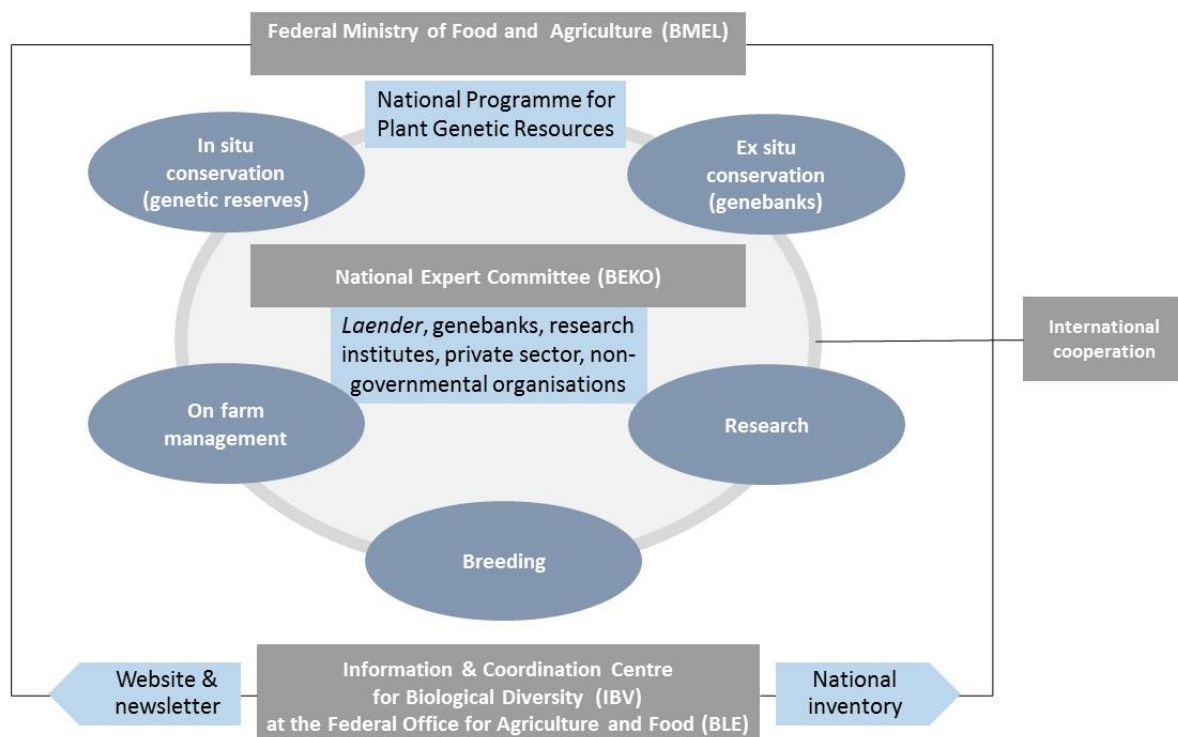 Federal Ministry of Food and Agriculture (BMEL)
National Programme for
Plant Genetic Resources
In situ
conservation
(genetic reserves)
Ex situ
conservation
(genebanks)
National Expert Committee (BEKO)
Laender, genebanks, research
institutes, private sector, non-
governmental organisations
International
cooperation
On farm
management
Research
Breeding
Website &
newsletter
Information & Coordination Centre
for Biological Diversity (IBV)
at the Federal Office for Agriculture and Food (BLE)
National
inventory